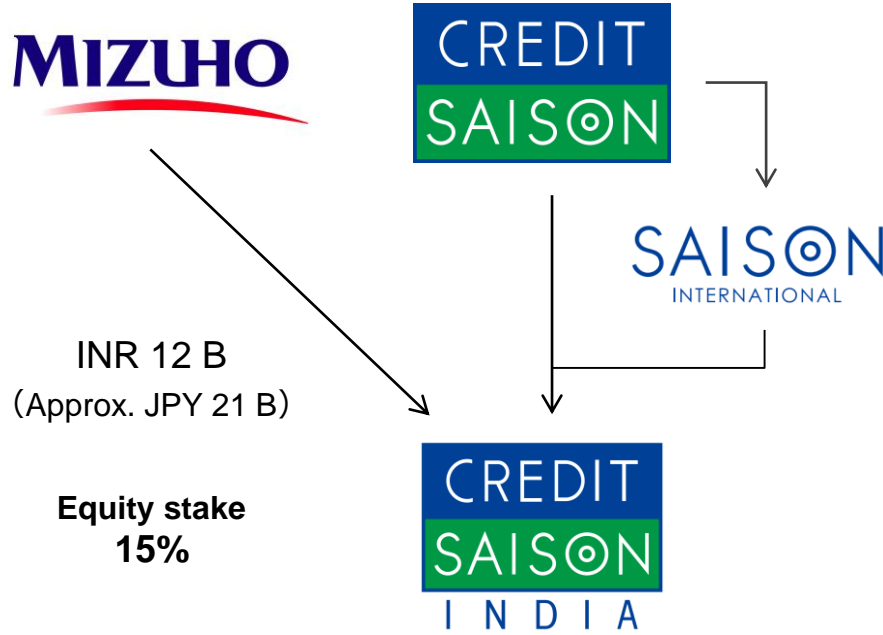 MIZUHO
CREDIT
SAISON
SAISON
INTERNATIONAL
INR 12 B
（Approx. JPY 21 B）
Equity stake
15%
CREDIT
SAISON
INDIA